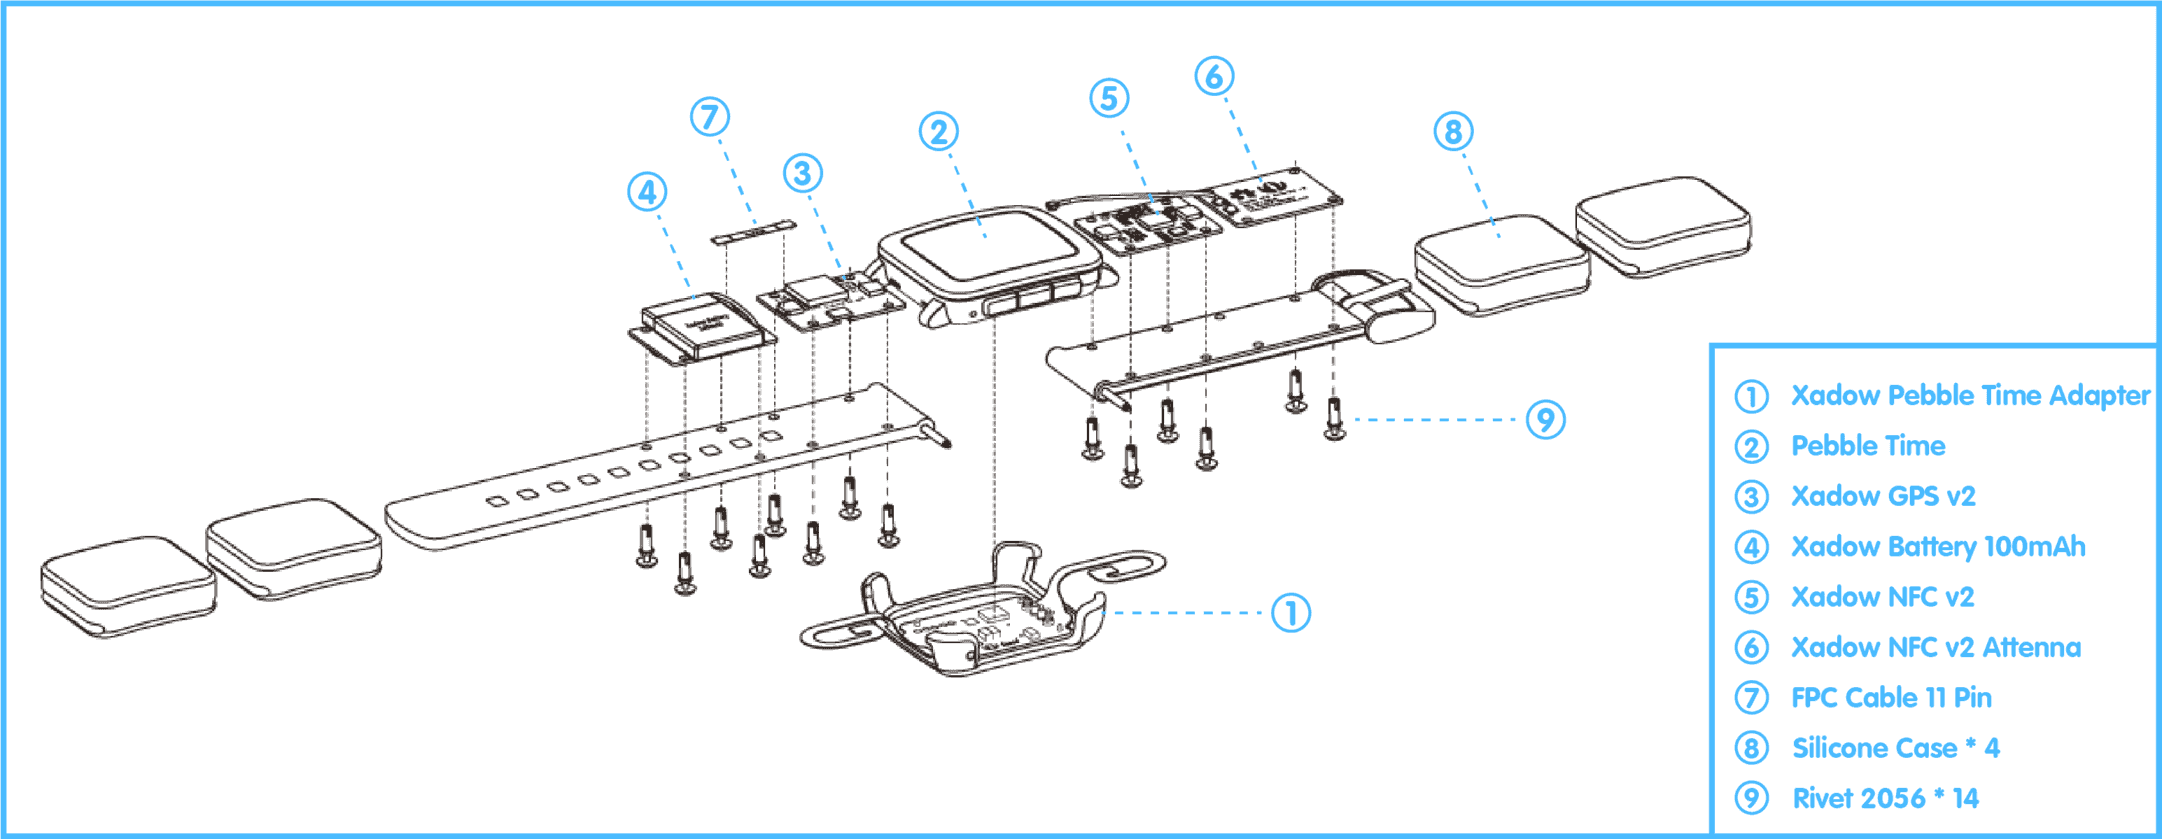 6
5
7
2
8
3
4
9
1
1 Xadow Pebble Time Adapter
2 Pebble Time
3 Xadow GPS v2
4 Xadow Battery 100mAh
5 Xadow NFC v2
6 Xadow NFC v2 Attenna
7 FPC Cable 11 Pin
8 Silicone Case * 4
9 Rivet 2056 * 14